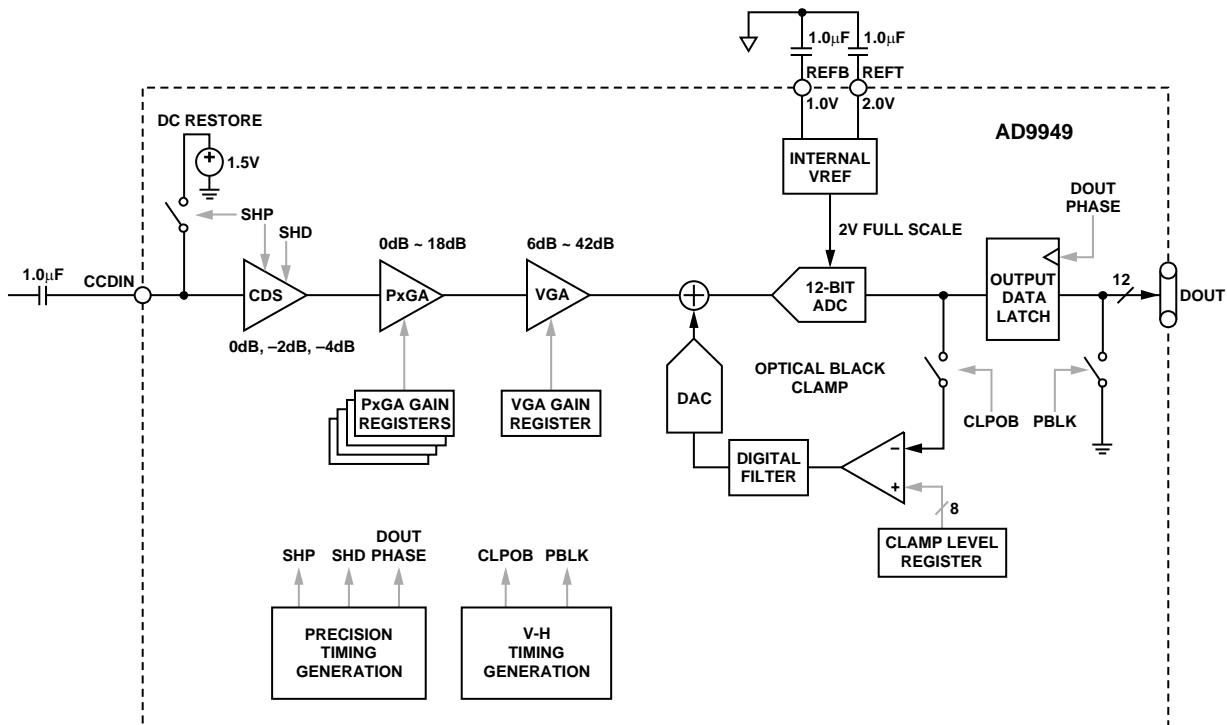 1.0μF 1.0μF
REFB REFT
1.0V 2.0V
DC RESTORE
AD9949
1.5V
INTERNAL
VREF
DOUT
PHASE
SHP
SHD
0dB ~ 18dB
6dB ~ 42dB
2V FULL SCALE
1.0μF
CCDIN
CDS
PxGA
VGA
+
12-BIT
ADC
OUTPUT
DATA
LATCH
12
DOUT
0dB, –2dB, –4dB
OPTICAL BLACK
CLAMP
DAC
PxGA GAIN
REGISTERS
VGA GAIN
REGISTER
CLPOB
PBLK
DIGITAL
FILTER
–
+
8
CLAMP LEVEL
REGISTER
SHP
SHD
DOUT
PHASE
CLPOB
PBLK
PRECISION
TIMING
GENERATION
V-H
TIMING
GENERATION